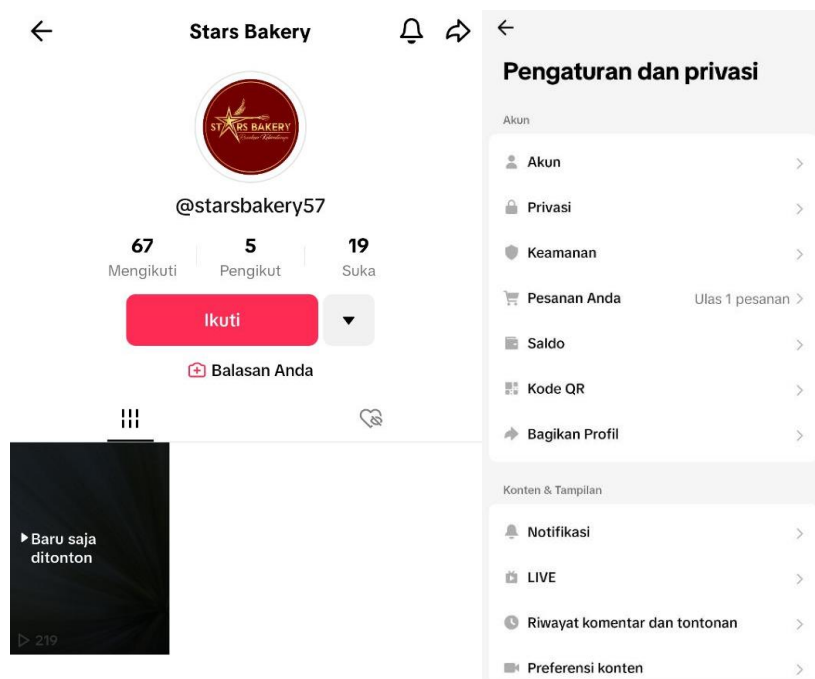 Stars Bakery
STARS BAKERY
@starsbakery57
67
5
19
Mengikuti
Pengikut
Suka
Ikuti
Balasan Anda
Baru saja
ditonton
219
Pengaturan dan privasi
Akun
Akun
Privasi
Keamanan
Pesanan Anda
Ulas 1 pesanan
Saldo
Kode QR
Bagikan Profil
Konten & Tampilan
Notifikasi
LIVE
Riwayat komentar dan tontonan
Preferensi konten